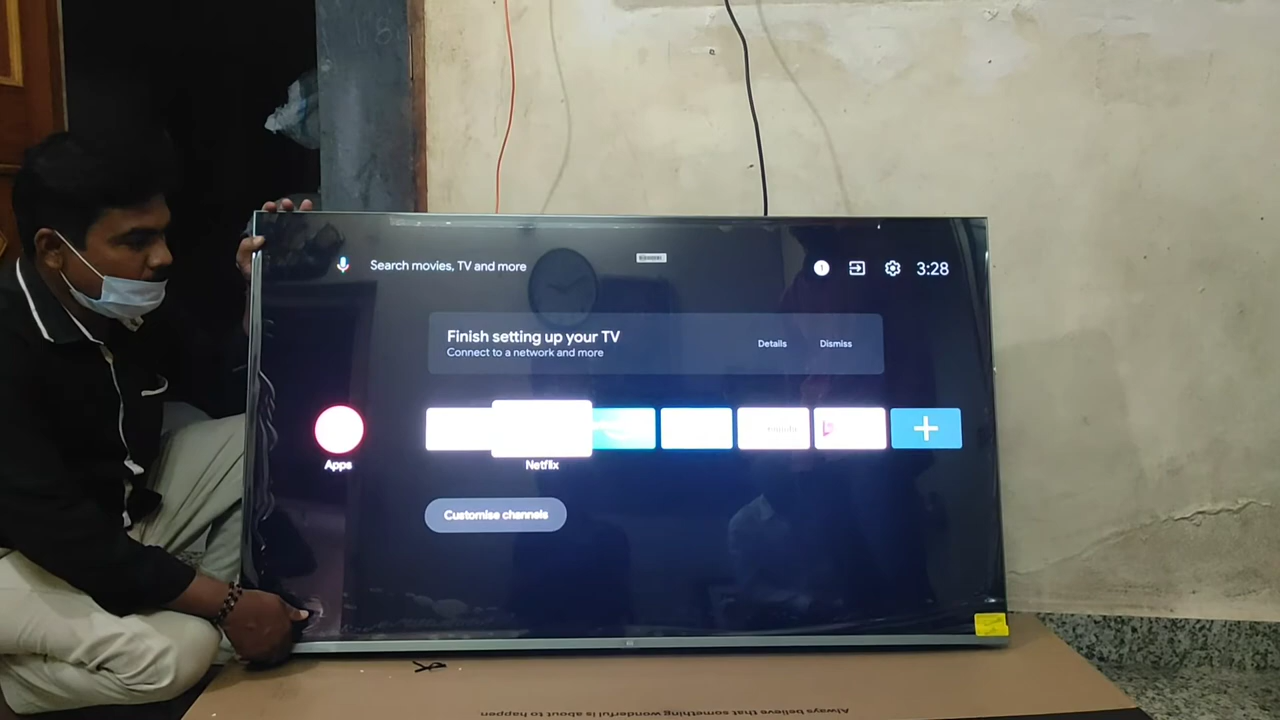 Search movies, TV and more
3:28
Finish setting up your TV
Connect to a network and more
Details
Dismiss
Apps
Netflix
Customise channels
Always believe that something wonderful is about to happen